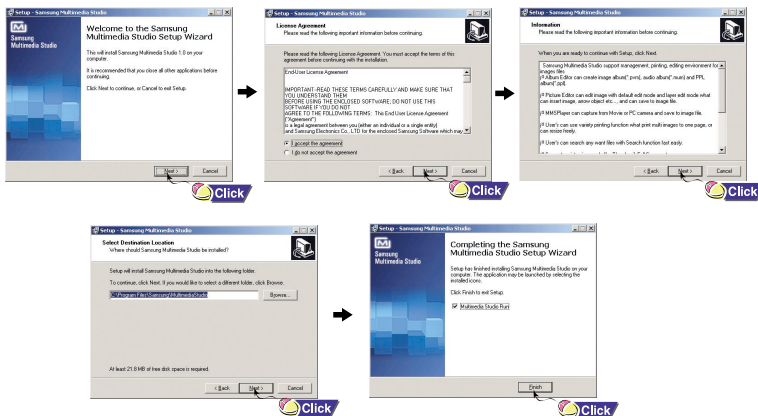 Setup - Samsung Multimedia Studio
Samsung
Multimedia Studio
Welcome to the Samsung
Multimedia Studio Setup Wizard
This will install Samsung Multimedia Studio 1.0 on your
computer.
It is recommended that you close all other applications before
continuing.
Click Next to continue, or Cancel to exit Setup.
Next >
Cancel
Click
Setup - Samsung Multimedia Studio
License Agreement
Please read the following important information before continuing.
Please read the following License Agreement. You must accept the terms of this
agreement before continuing with the installation.
End-User License Agreement
IMPORTANT-READ THESE TERMS CAREFULLY AND MAKE SURE THAT
YOU UNDERSTAND THEM
BEFORE USING THE ENCLOSED SOFTWARE; DO NOT USE THIS
SOFTWARE IF YOU DO NOT
AGREE TO THE FOLLOWING TERMS: This End User License Agreement
("Agreement")
is a legal agreement between you (either an individual or a single entity)
and Samsung Electronics Co., LTD for the enclosed Samsung Software which may
I accept the agreement
I do not accept the agreement
< Back
Next >
Cancel
Click
Setup - Samsung Multimedia Studio
Information
Please read the following important information before continuing.
When you are ready to continue with Setup, click Next.
Samsung Multimedia Studio support management, printing, editing enviroment for
images files
Album Editor can create image album(*.pvm), audio album(*.num) and PPL
album(*.ppl).
Picture Editor can edit image with default edit mode and layer edit mode what
can insert image, arrow object etc..., and can save to image file.
MMSPlayer can capture from Movie or PC camera and save to image file.
User's can use variety printing function what print multi images to one page, or
can resize freely.
User's can search any want files with Search function fast easily.
< Back
Next >
Cancel
Click
Setup - Samsung Multimedia Studio
Select Destination Location
Where should Samsung Multimedia Studio be installed?
Setup will install Samsung Multimedia Studio into the following folder.
To continue, click Next. If you would like to select a different folder, click Browse.
C:\Program Files\Samsung\MultimediaStudio
Browse...
At least 21.8 MB of free disk space is required.
< Back
Next >
Cancel
Click
Setup - Samsung Multimedia Studio
Samsung
Multimedia Studio
Completing the Samsung
Multimedia Studio Setup Wizard
Setup has finished installing Samsung Multimedia Studio on your
computer. The application may be launched by selecting the
installed icons.
Click Finish to exit Setup.
Multimedia Studio Run
Finish
Click